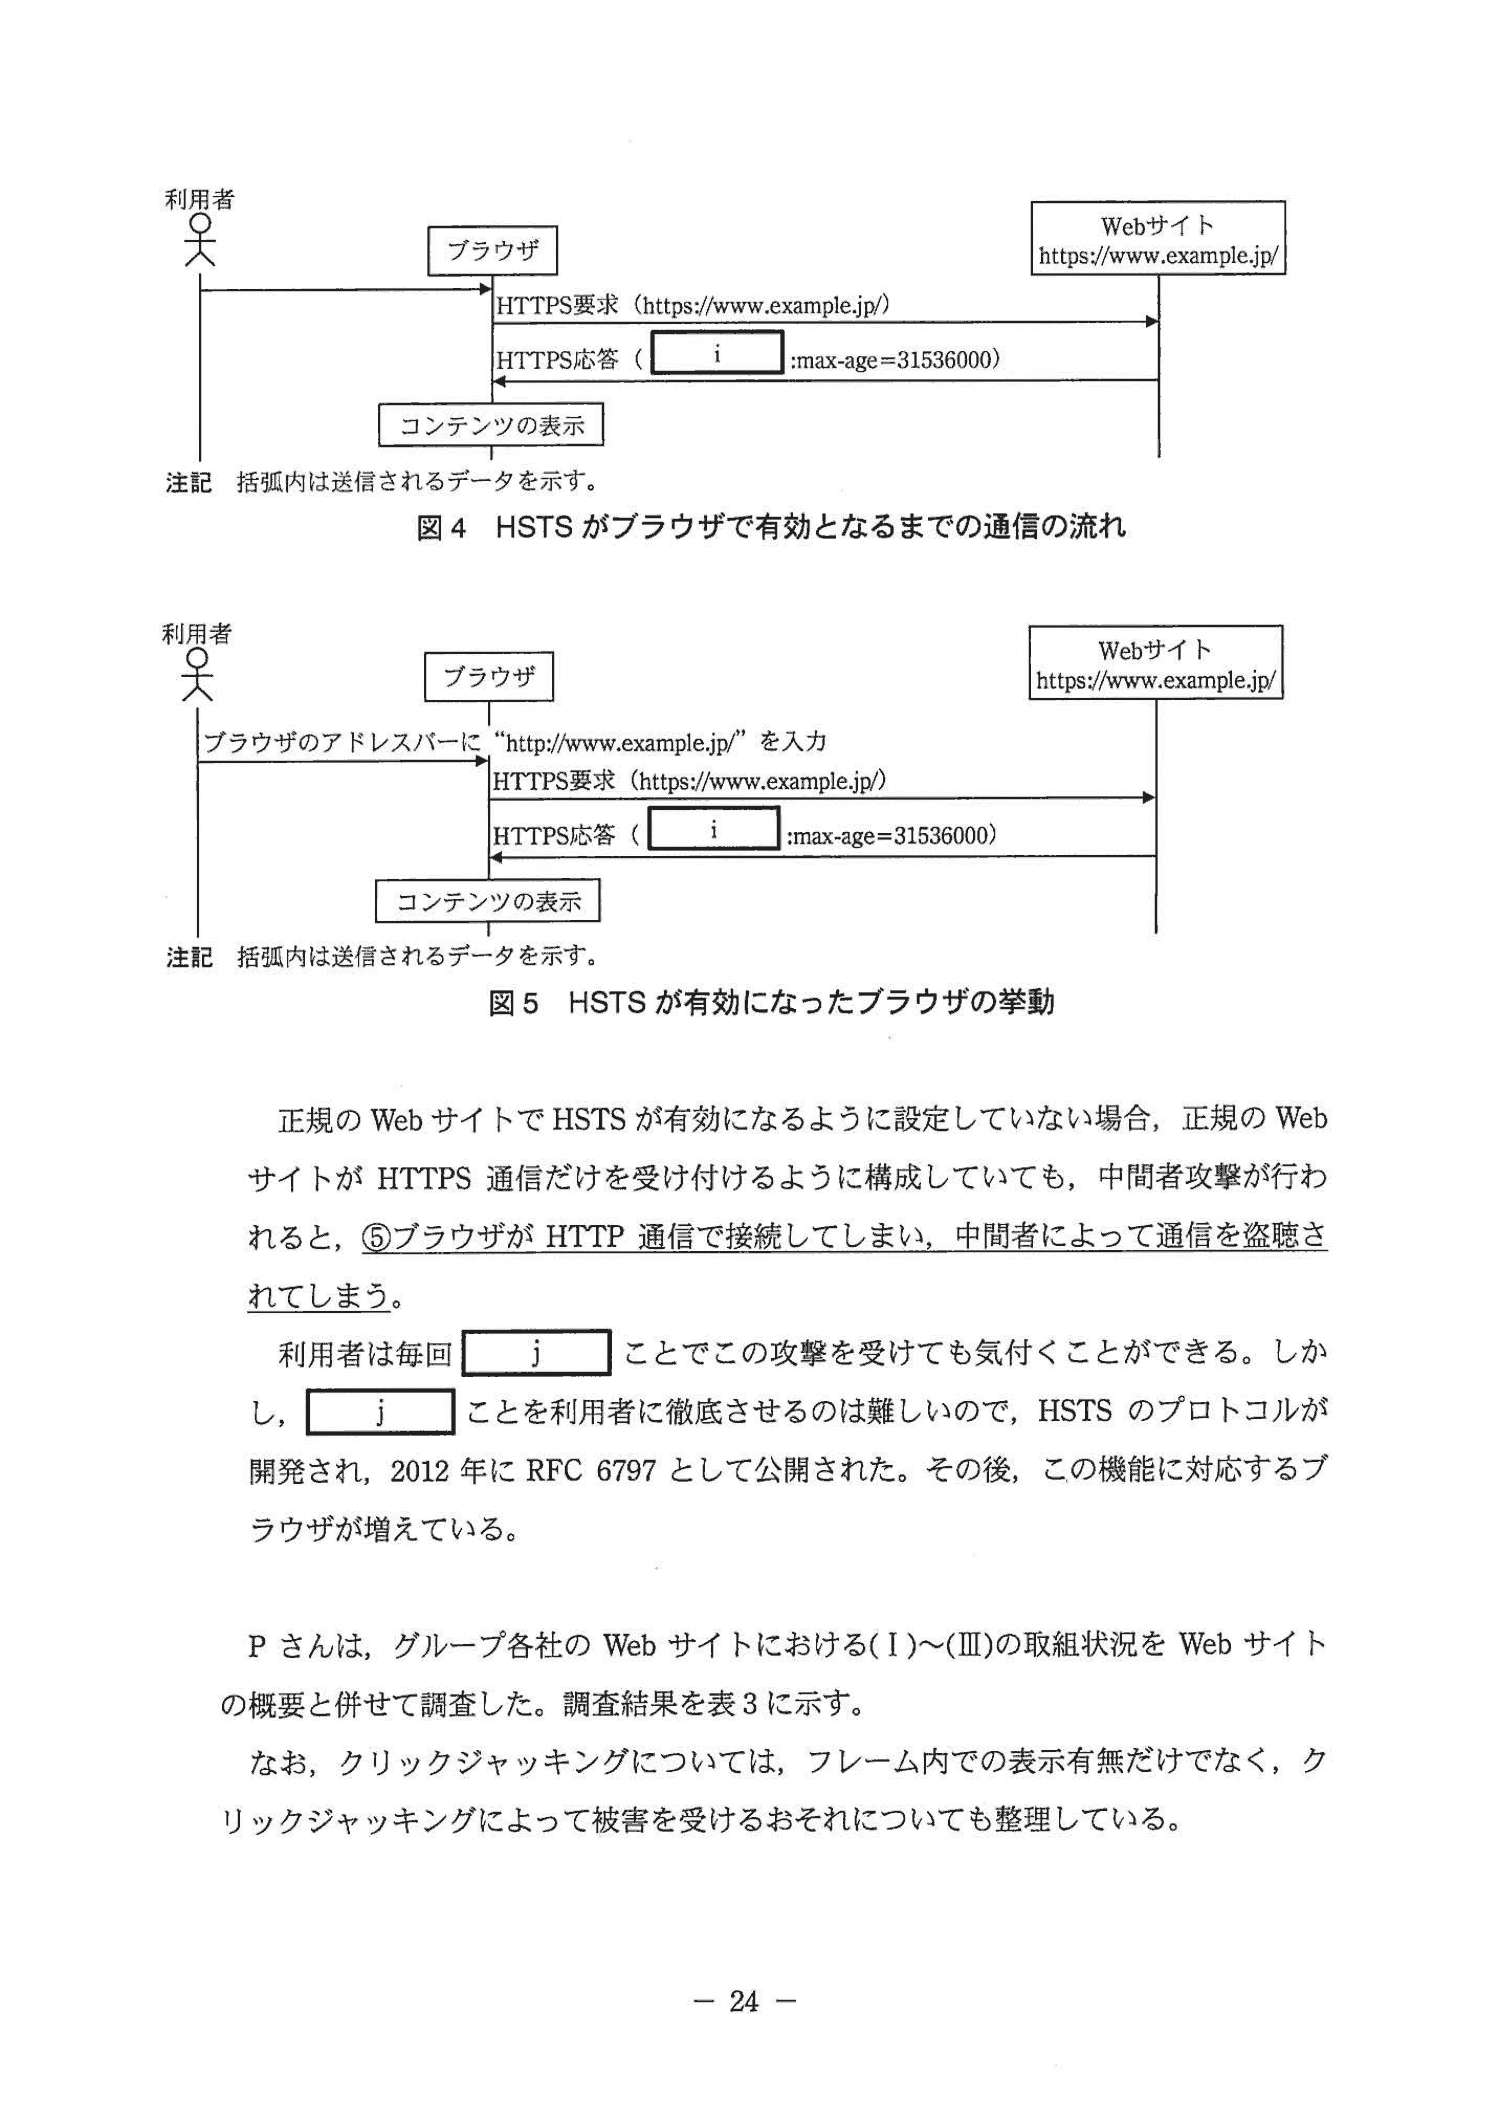 利用者
ブラウザ
Webサイト
https://www.example.jp/
HTTPS要求（https://www.example.jp/）
HTTPS応答（ i :max-age=31536000）
コンテンツの表示
注記　括弧内は送信されるデータを示す。
図4　HSTS がブラウザで有効となるまでの通信の流れ
利用者
ブラウザ
Webサイト
https://www.example.jp/
ブラウザのアドレスバーに “http://www.example.jp/” を入力
HTTPS要求（https://www.example.jp/）
HTTPS応答（ i :max-age=31536000）
コンテンツの表示
注記　括弧内は送信されるデータを示す。
図5　HSTS が有効になったブラウザの挙動
正規の Web サイトで HSTS が有効になるように設定していない場合，正規の Web
サイトが HTTPS 通信だけを受け付けるように構成していても，中間者攻撃が行わ
れると，⑤ブラウザが HTTP 通信で接続してしまい，中間者によって通信を盗聴さ
れてしまう。
利用者は毎回 j ことでこの攻撃を受けても気付くことができる。しか
し， j ことを利用者に徹底させるのは難しいので，HSTS のプロトコルが
開発され，2012 年に RFC 6797 として公開された。その後，この機能に対応するブ
ラウザが増えている。
P さんは，グループ各社の Web サイトにおける(Ⅰ)～(Ⅲ)の取組状況を Web サイト
の概要と併せて調査した。調査結果を表3に示す。
なお，クリックジャッキングについては，フレーム内での表示有無だけでなく，ク
リックジャッキングによって被害を受けるおそれについても整理している。
－ 24 －